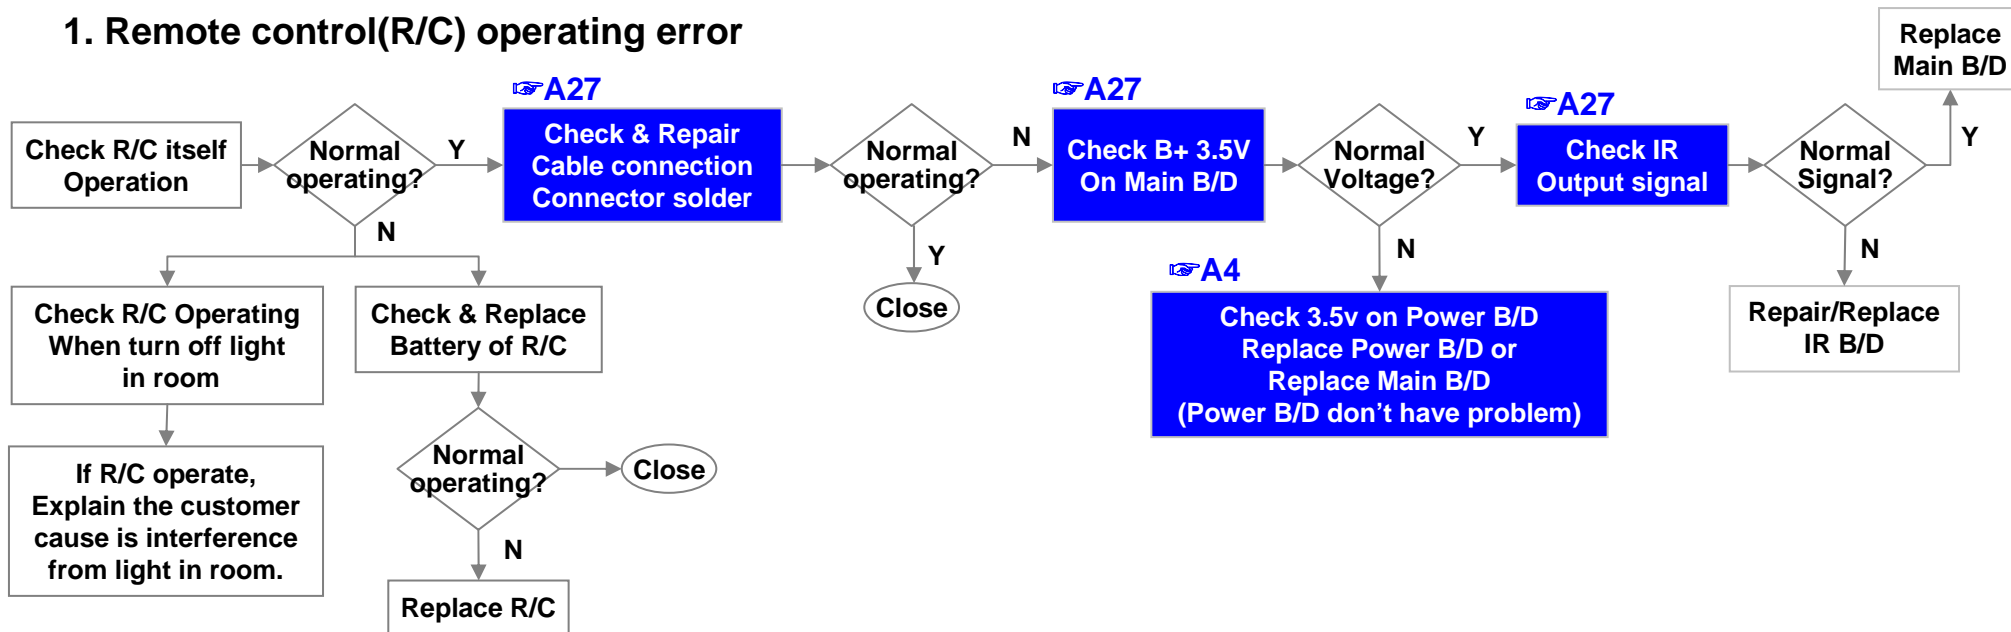 1. Remote control(R/C) operating error
Check R/C itself
Operation
Normal
operating?
Y
N
☞A27
Check & Repair
Cable connection
Connector solder
Normal
operating?
N
Y
Close
☞A27
Check B+ 3.5V
On Main B/D
Normal
Voltage?
Y
N
☞A27
Check IR
Output signal
Normal
Signal?
Y
Replace
Main B/D
N
Repair/Replace
IR B/D
☞A4
Check 3.5v on Power B/D
Replace Power B/D or
Replace Main B/D
(Power B/D don’t have problem)
Check R/C Operating
When turn off light
in room
If R/C operate,
Explain the customer
cause is interference
from light in room.
Check & Replace
Battery of R/C
Normal
operating?
Close
N
Replace R/C